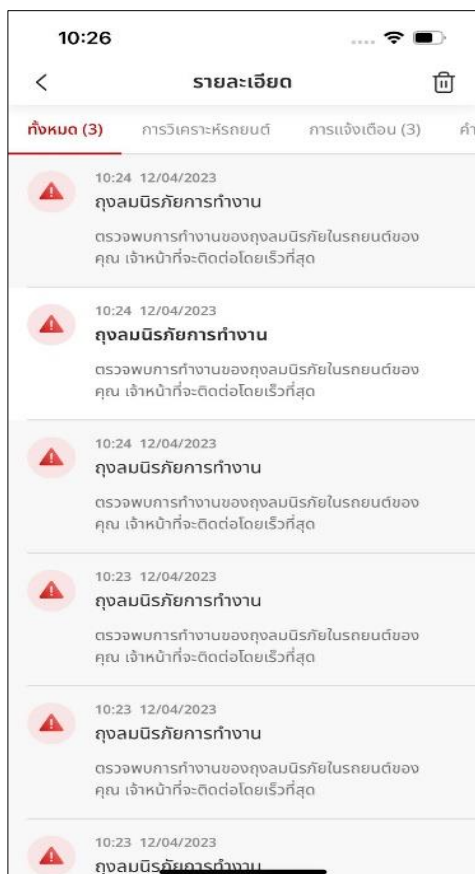 10:26
รายละเอียด
ทั้งหมด (3) การวิเคราะห์รถยนต์ การแจ้งเตือน (3) คำ
10:24 12/04/2023
ถุงลมนิรภัยการทำงาน
ตรวจพบการทำงานของถุงลมนิรภัยในรถยนต์ของ
คุณ เจ้าหน้าที่จะติดต่อโดยเร็วที่สุด
10:24 12/04/2023
ถุงลมนิรภัยการทำงาน
ตรวจพบการทำงานของถุงลมนิรภัยในรถยนต์ของ
คุณ เจ้าหน้าที่จะติดต่อโดยเร็วที่สุด
10:24 12/04/2023
ถุงลมนิรภัยการทำงาน
ตรวจพบการทำงานของถุงลมนิรภัยในรถยนต์ของ
คุณ เจ้าหน้าที่จะติดต่อโดยเร็วที่สุด
10:23 12/04/2023
ถุงลมนิรภัยการทำงาน
ตรวจพบการทำงานของถุงลมนิรภัยในรถยนต์ของ
คุณ เจ้าหน้าที่จะติดต่อโดยเร็วที่สุด
10:23 12/04/2023
ถุงลมนิรภัยการทำงาน
ตรวจพบการทำงานของถุงลมนิรภัยในรถยนต์ของ
คุณ เจ้าหน้าที่จะติดต่อโดยเร็วที่สุด
10:23 12/04/2023
ถุงลมนิรภัยการทำงาน